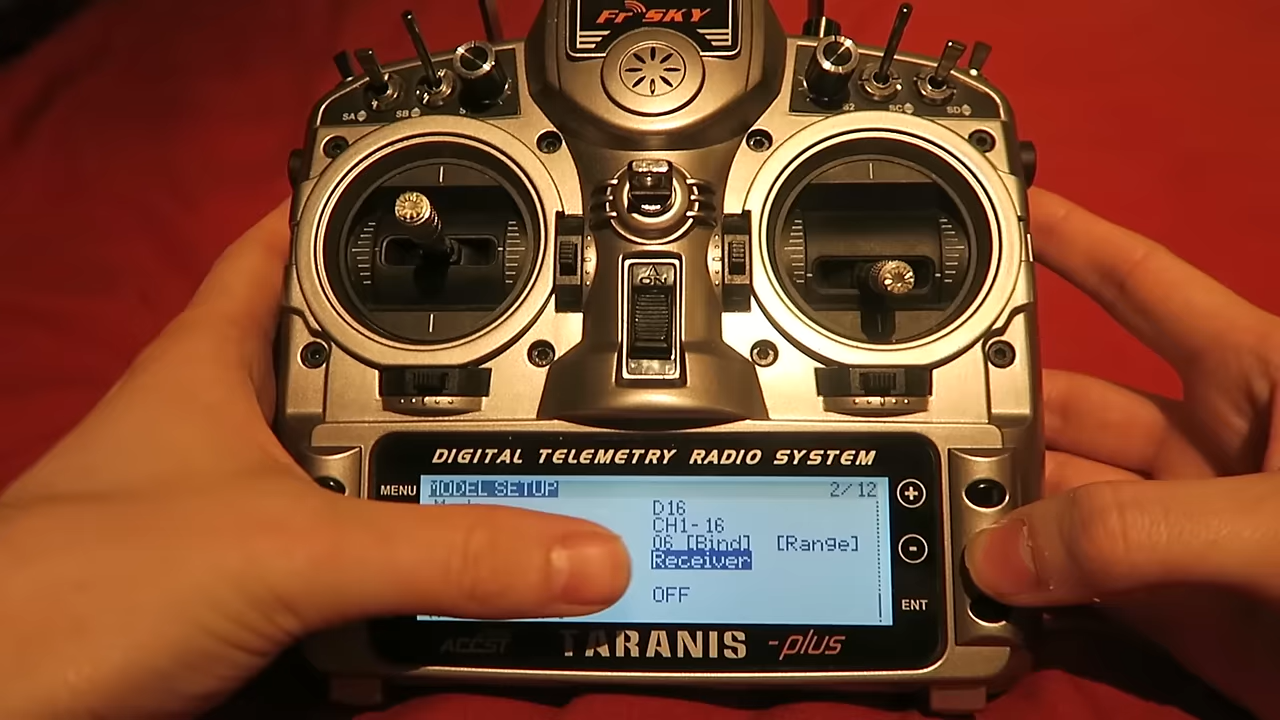 FrSKY
SA SB
S2 SC SD
ON
DIGITAL TELEMETRY RADIO SYSTEM
MENU
MODEL SETUP 2/12
D16
CH1-16
06 [Bind] [Range]
Receiver
OFF
+
-
ENT
ACCST TARANIS -plus